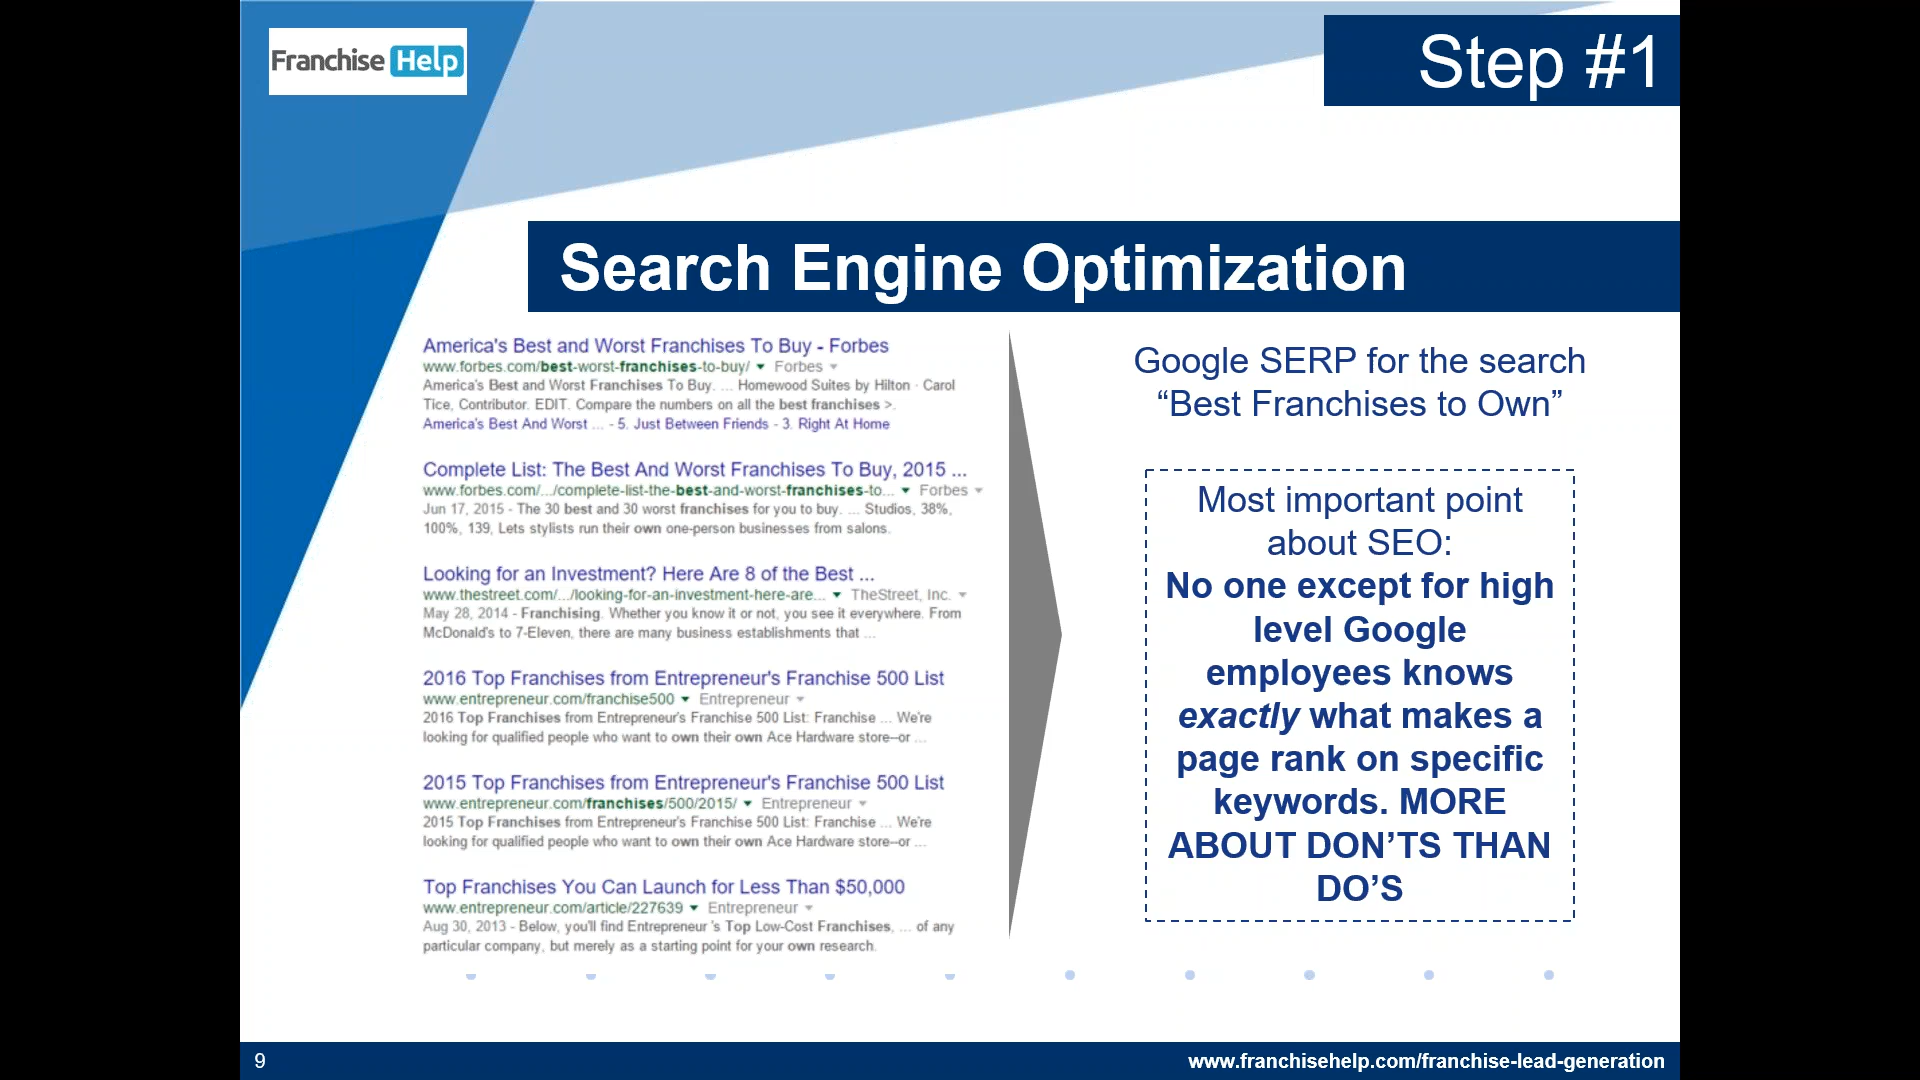 Franchise Help
Step #1
Search Engine Optimization
America's Best and Worst Franchises To Buy - Forbes
www.forbes.com/best-worst-franchises-to-buy/ Forbes
America's Best and Worst Franchises To Buy. ... Homewood Suites by Hilton · Carol
Tice, Contributor. EDIT. Compare the numbers on all the best franchises >.
America's Best And Worst ... - 5. Just Between Friends - 3. Right At Home
Complete List: The Best And Worst Franchises To Buy, 2015 ...
www.forbes.com/.../complete-list-the-best-and-worst-franchises-to... Forbes
Jun 17, 2015 - The 30 best and 30 worst franchises for you to buy. ... Studios, 38%,
100%, 139, Lets stylists run their own one-person businesses from salons.
Looking for an Investment? Here Are 8 of the Best ...
www.thestreet.com/.../looking-for-an-investment-here-are... TheStreet, Inc.
May 28, 2014 - Franchising. Whether you know it or not, you see it everywhere. From
McDonald's to 7-Eleven, there are many business establishments that ...
2016 Top Franchises from Entrepreneur's Franchise 500 List
www.entrepreneur.com/franchise500 Entrepreneur
2016 Top Franchises from Entrepreneur's Franchise 500 List: Franchise ... We're
looking for qualified people who want to own their own Ace Hardware store--or ...
2015 Top Franchises from Entrepreneur's Franchise 500 List
www.entrepreneur.com/franchises/500/2015/ Entrepreneur
2015 Top Franchises from Entrepreneur's Franchise 500 List: Franchise ... We're
looking for qualified people who want to own their own Ace Hardware store--or ...
Top Franchises You Can Launch for Less Than $50,000
www.entrepreneur.com/article/227639 Entrepreneur
Aug 30, 2013 - Below, you'll find Entrepreneur 's Top Low-Cost Franchises, ... of any
particular company, but merely as a starting point for your own research.
Google SERP for the search
“Best Franchises to Own”
Most important point
about SEO:
No one except for high
level Google
employees knows
exactly what makes a
page rank on specific
keywords. MORE
ABOUT DON’TS THAN
DO’S
9
www.franchisehelp.com/franchise-lead-generation